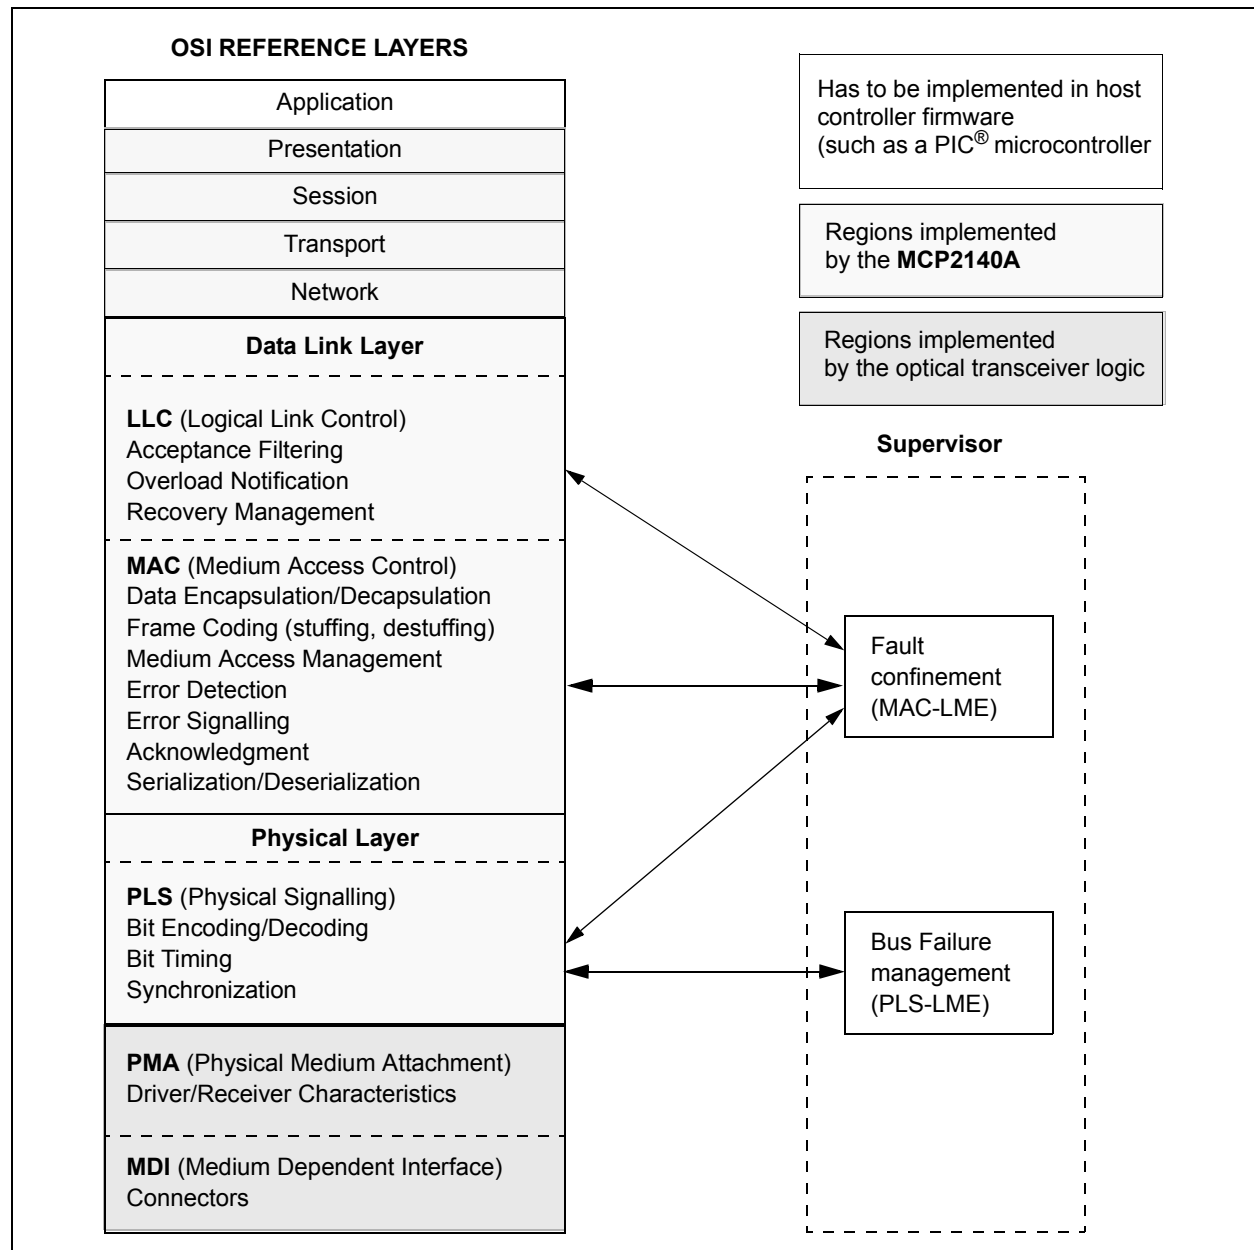 OSI REFERENCE LAYERS
Application
Presentation
Session
Transport
Network
Data Link Layer
LLC (Logical Link Control)
Acceptance Filtering
Overload Notification
Recovery Management
MAC (Medium Access Control)
Data Encapsulation/Decapsulation
Frame Coding (stuffing, destuffing)
Medium Access Management
Error Detection
Error Signalling
Acknowledgment
Serialization/Deserialization
Physical Layer
PLS (Physical Signalling)
Bit Encoding/Decoding
Bit Timing
Synchronization
PMA (Physical Medium Attachment)
Driver/Receiver Characteristics
MDI (Medium Dependent Interface)
Connectors
Has to be implemented in host
controller firmware
(such as a PIC® microcontroller
Regions implemented
by the MCP2140A
Regions implemented
by the optical transceiver logic
Supervisor
Fault
confinement
(MAC-LME)
Bus Failure
management
(PLS-LME)